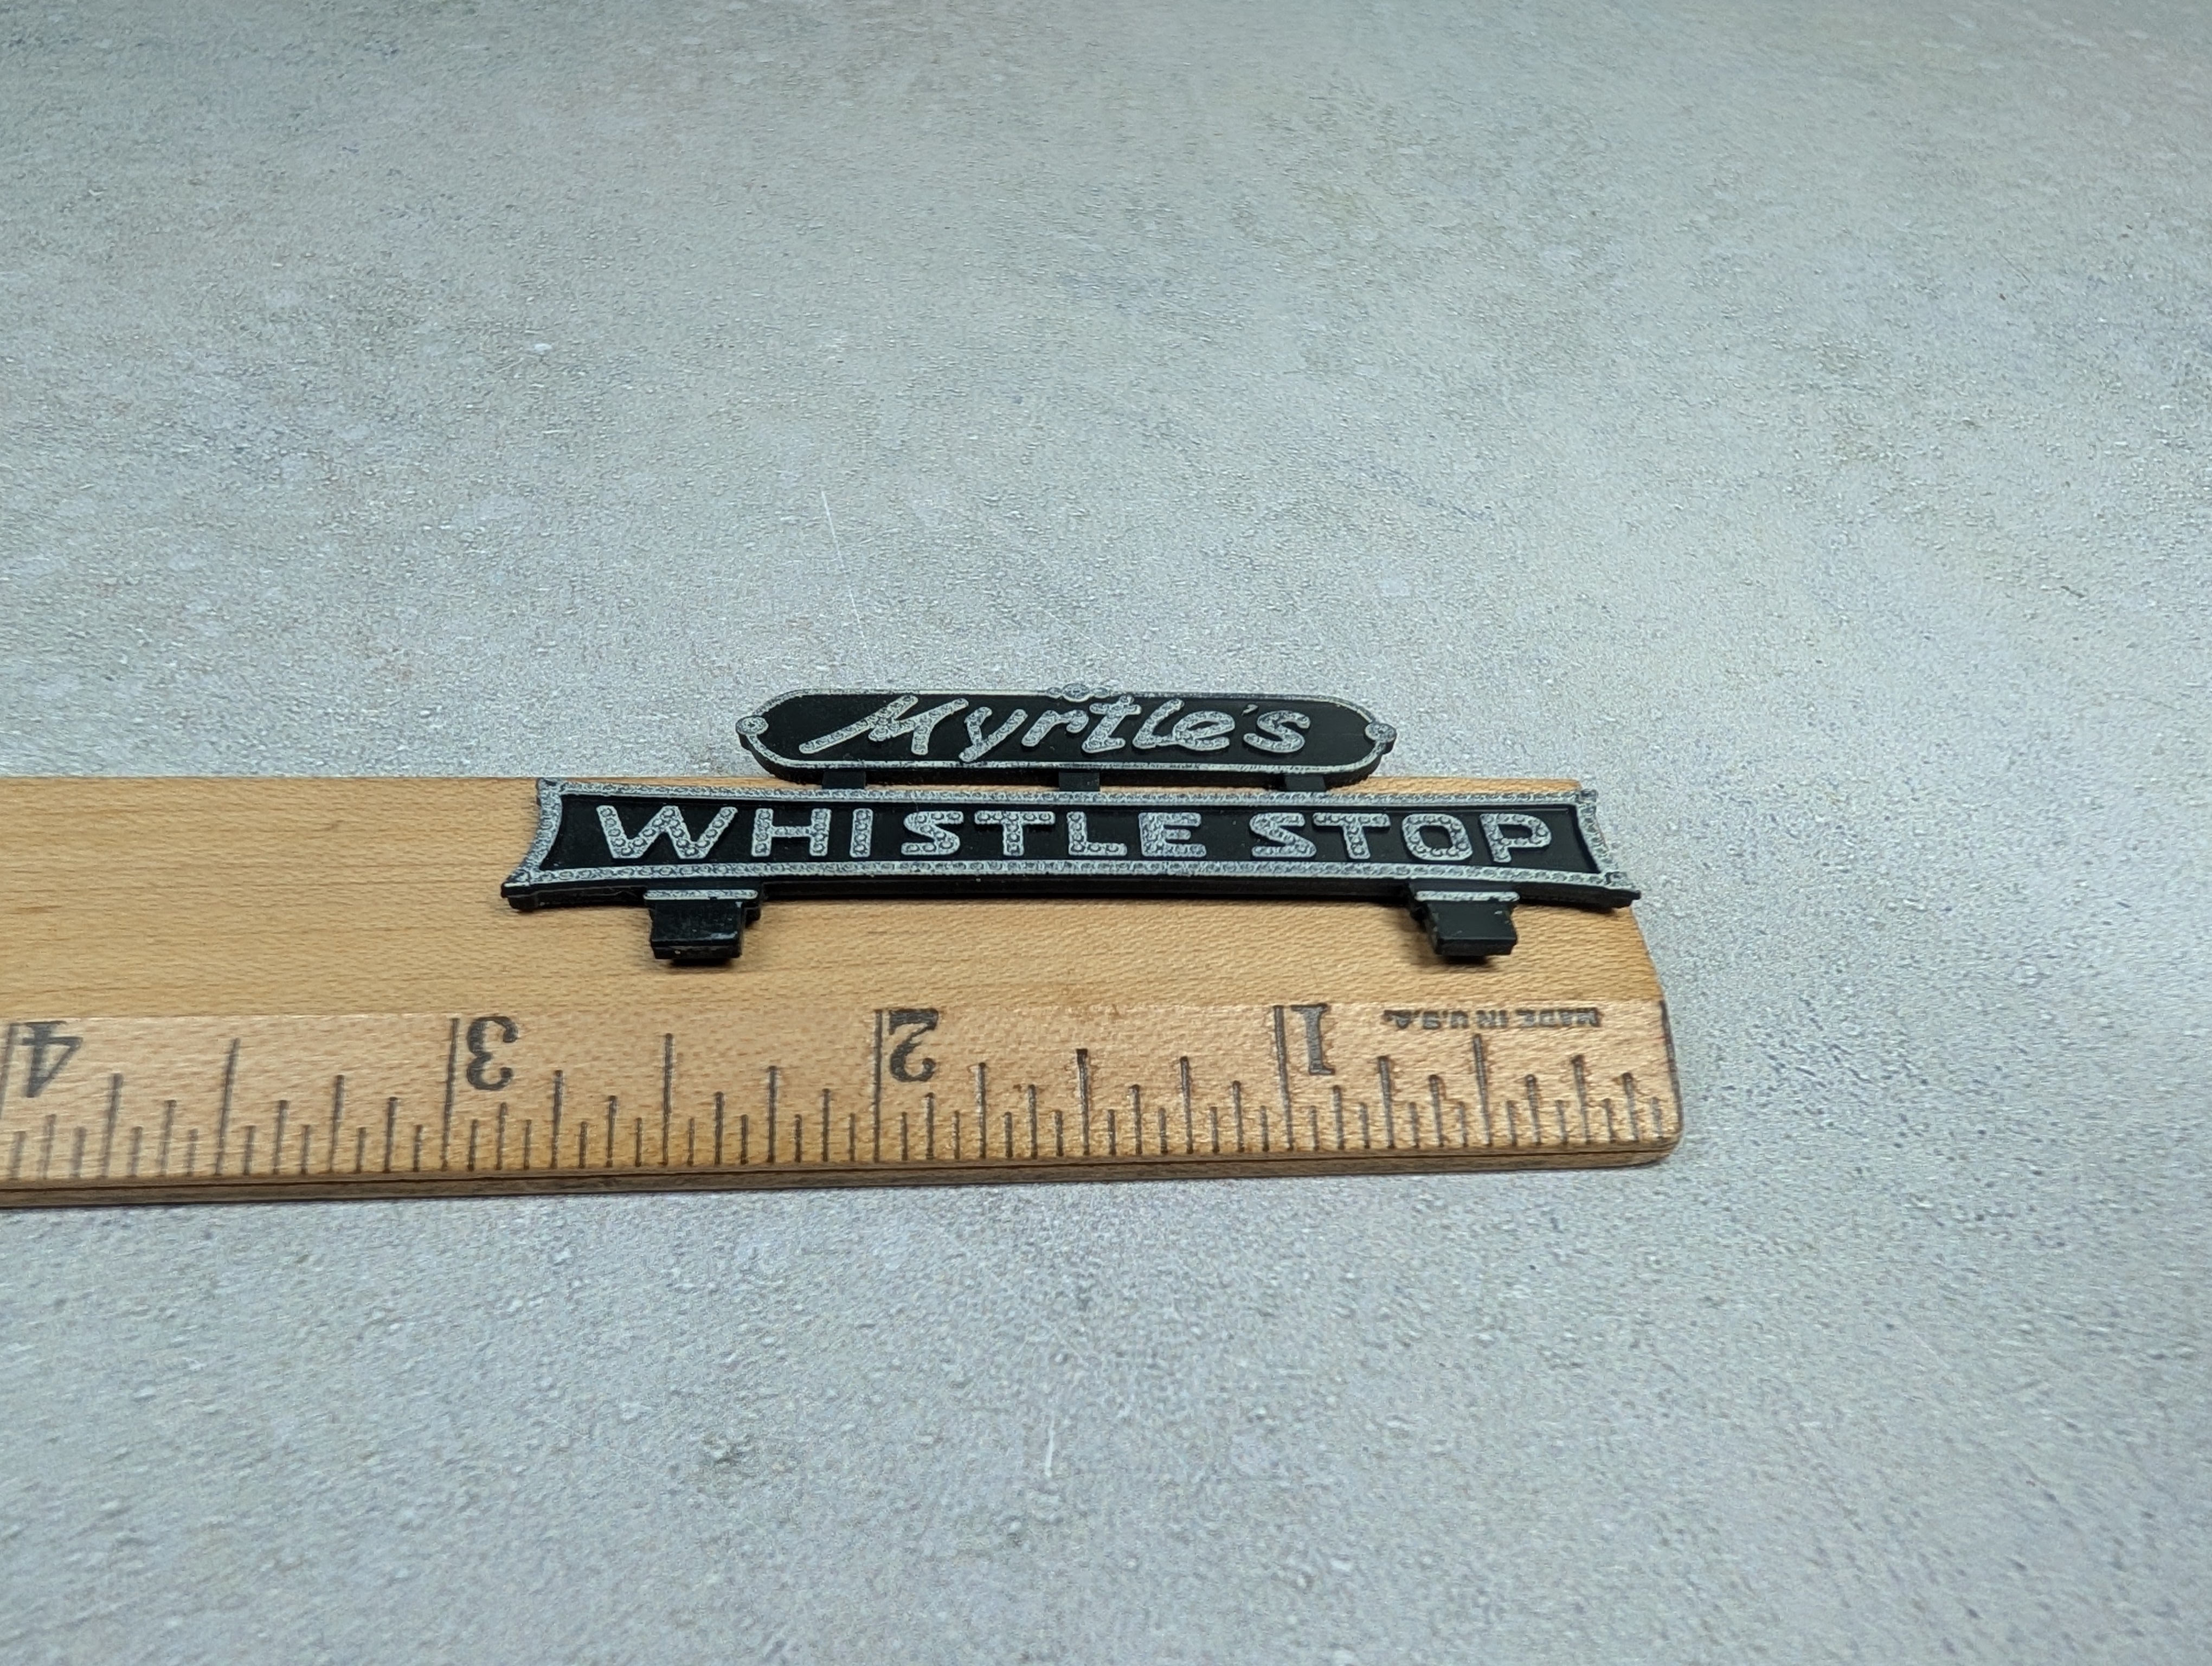 Myrtle's
WHISTLE STOP
4 3 2 1 MADE IN U.S.A.